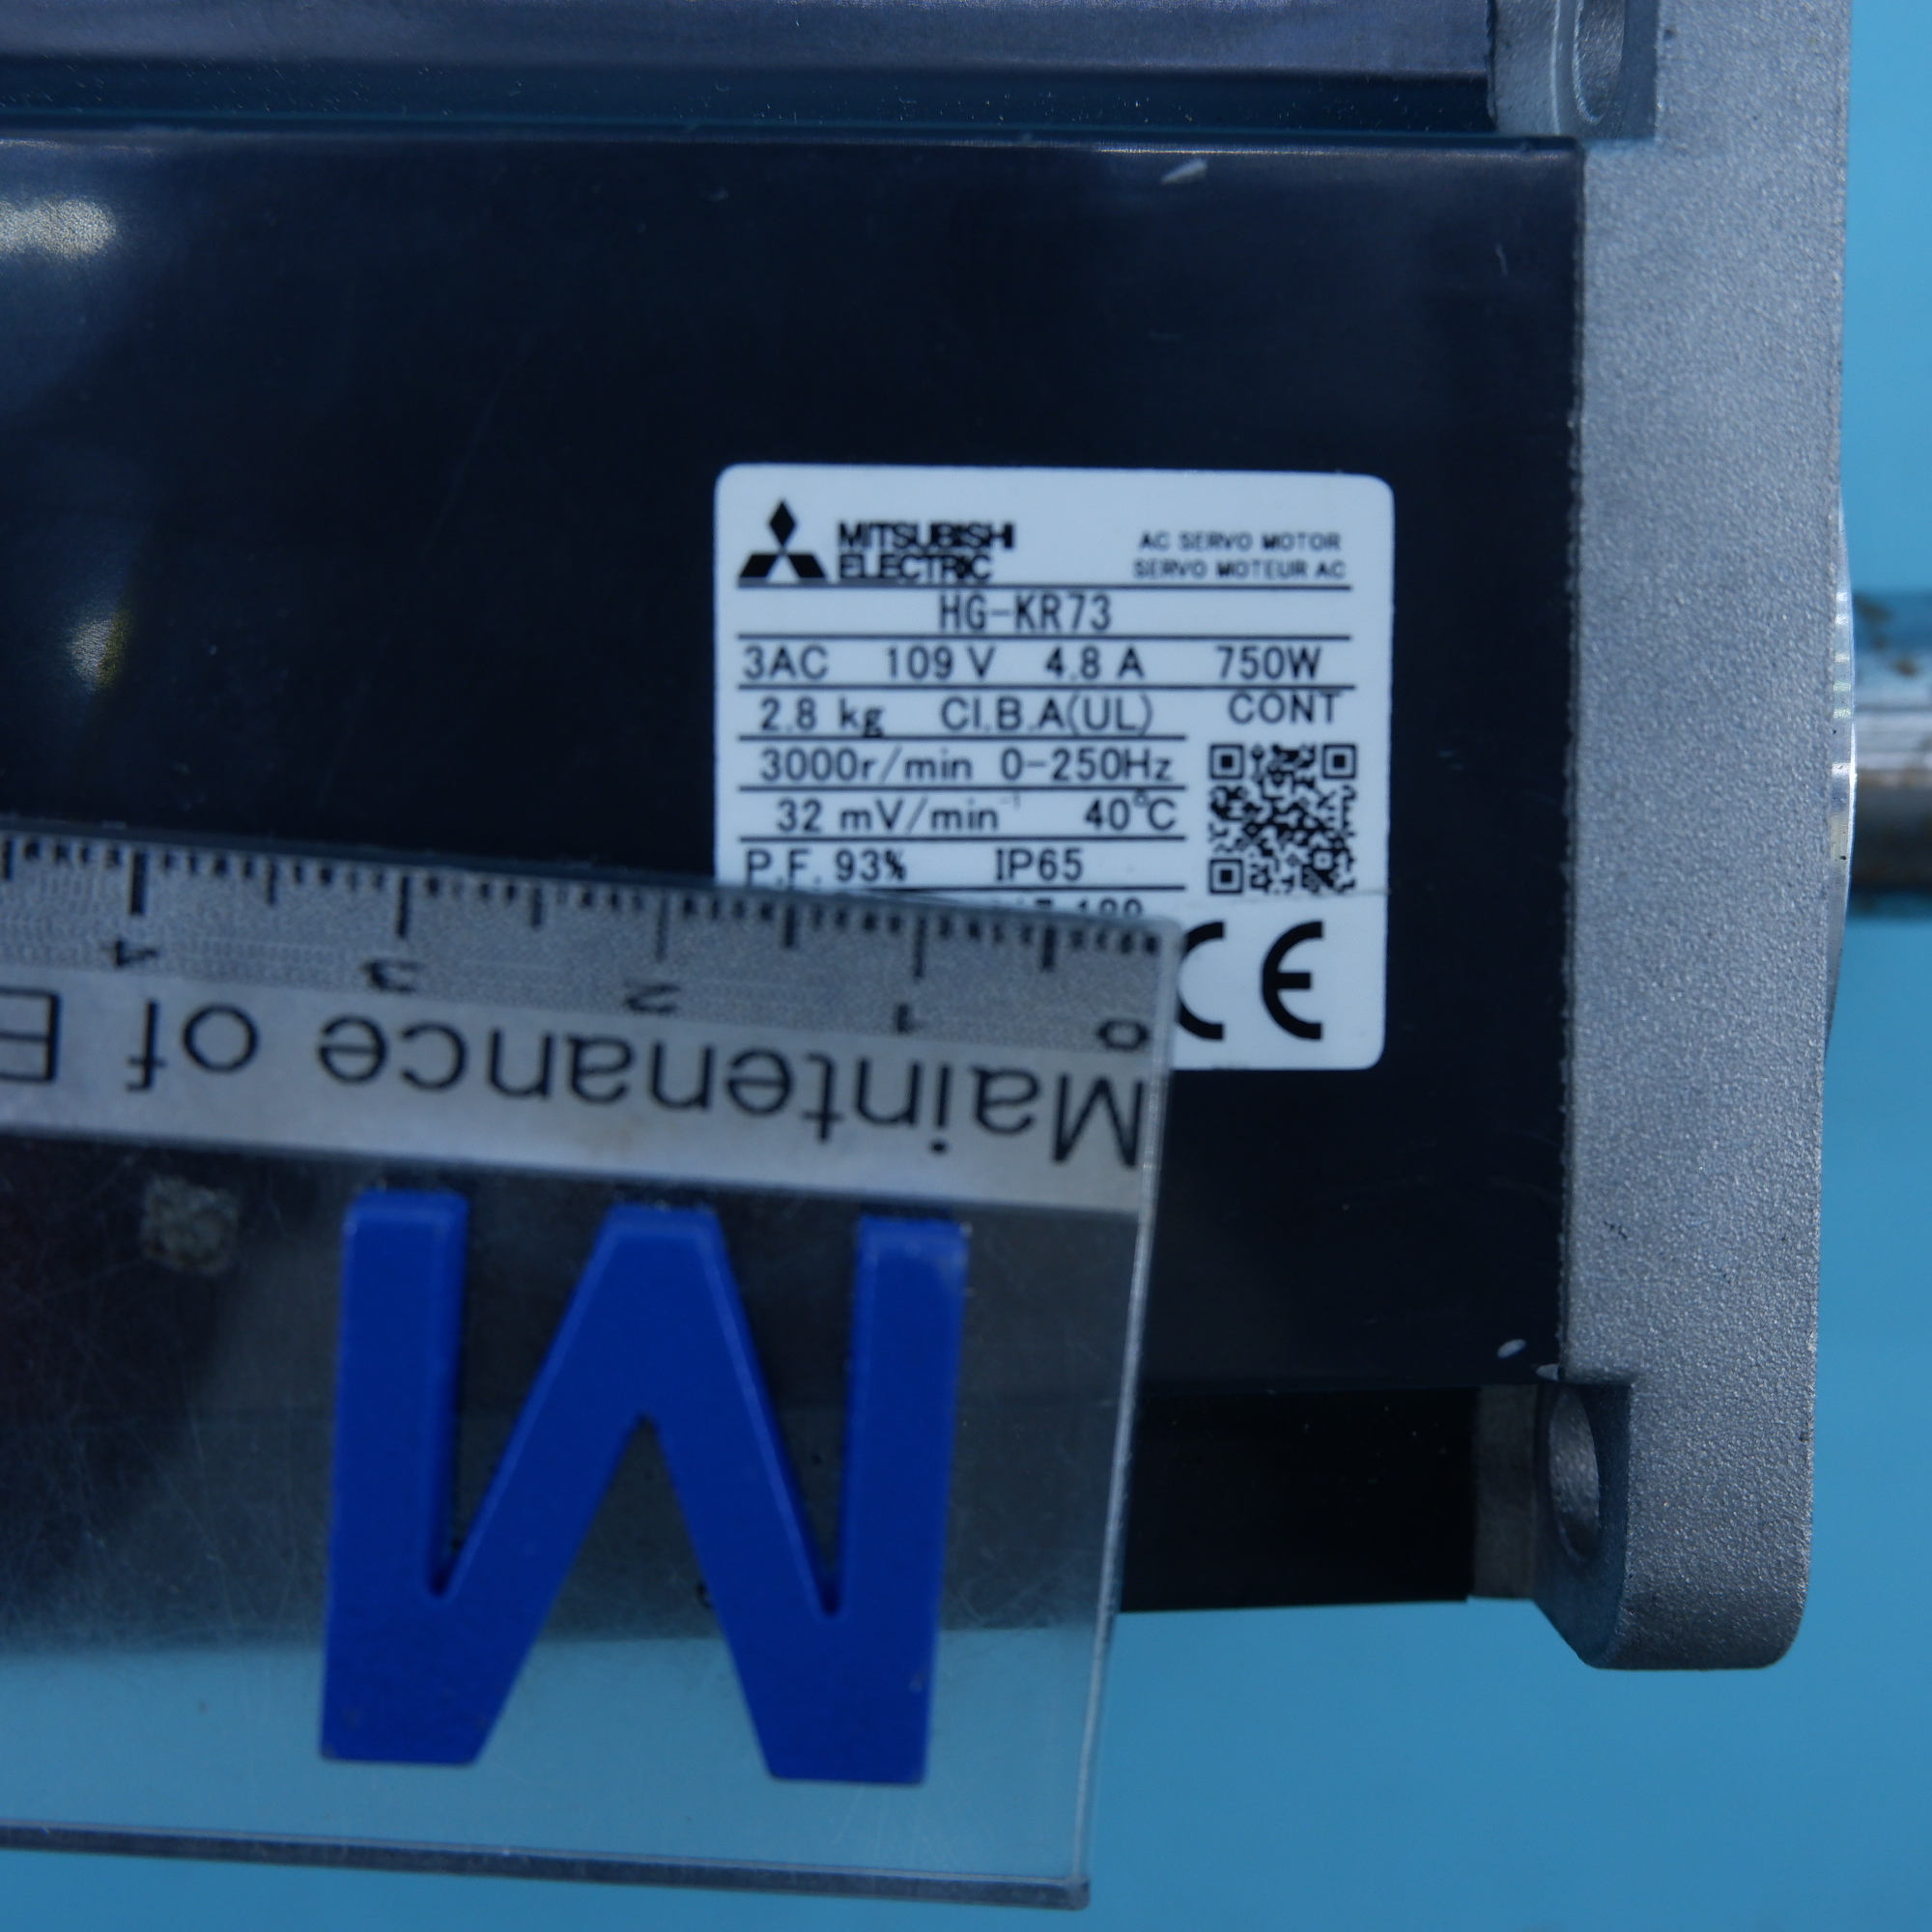 MITSUBISHI
ELECTRIC
AC SERVO MOTOR
SERVO MOTEUR AC
HG-KR73
3AC 109 V 4.8 A 750W
2.8 kg Cl.B.A(UL) CONT
3000r/min 0-250Hz
32 mV/min⁻¹ 40°C
P.F. 93% IP65
CE
4 3 2 1 0
Maintenance of E
M